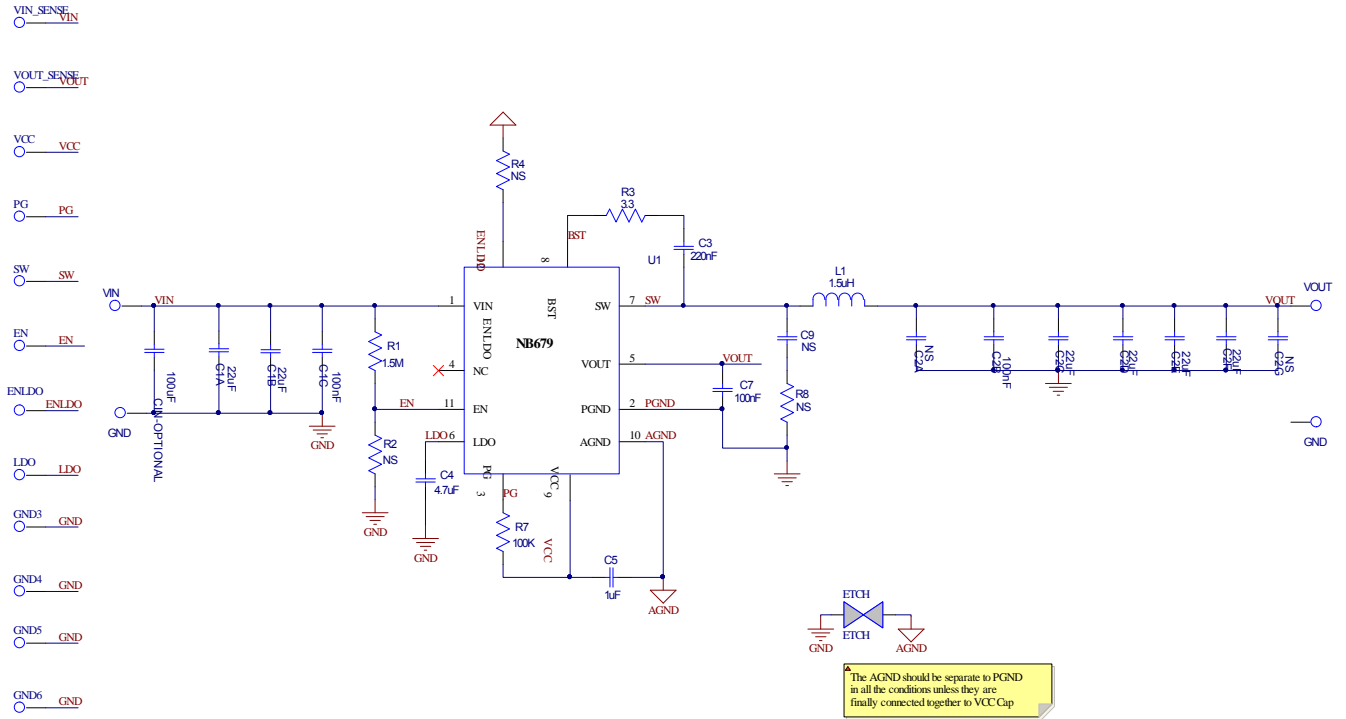 VIN_SENSE
VIN
VOUT_SENSE
VOUT
VCC
VCC
PG
PG
SW
SW
EN
EN
ENLDO
ENLDO
LDO
LDO
GND3
GND
GND4
GND
GND5
GND
GND6
GND
VIN
VIN
GND
100uF
CIN-OPTIONAL
22uF
C1A
22uF
C1B
100nF
C1C
GND
R1
1.5M
EN
R2
NS
GND
R4
NS
ENLDO
BST
8
R3
3.3
C3
220nF
U1
NB679
1
VIN
ENLDO
BST
4
NC
11
EN
LDO
6
LDO
PG
3
VCC
9
SW
7
SW
VOUT
5
VOUT
PGND
2
PGND
AGND
10
AGND
C4
4.7uF
GND
PG
R7
100K
VCC
C5
1uF
AGND
C7
100nF
C9
NS
R8
NS
L1
1.5uH
NS
C2A
100nF
C2B
22uF
C2C
22uF
C2D
22uF
C2E
22uF
C2F
NS
C2G
VOUT
VOUT
GND
ETCH
ETCH
GND
AGND
The AGND should be separate to PGND
in all the conditions unless they are
finally connected together to VCC Cap